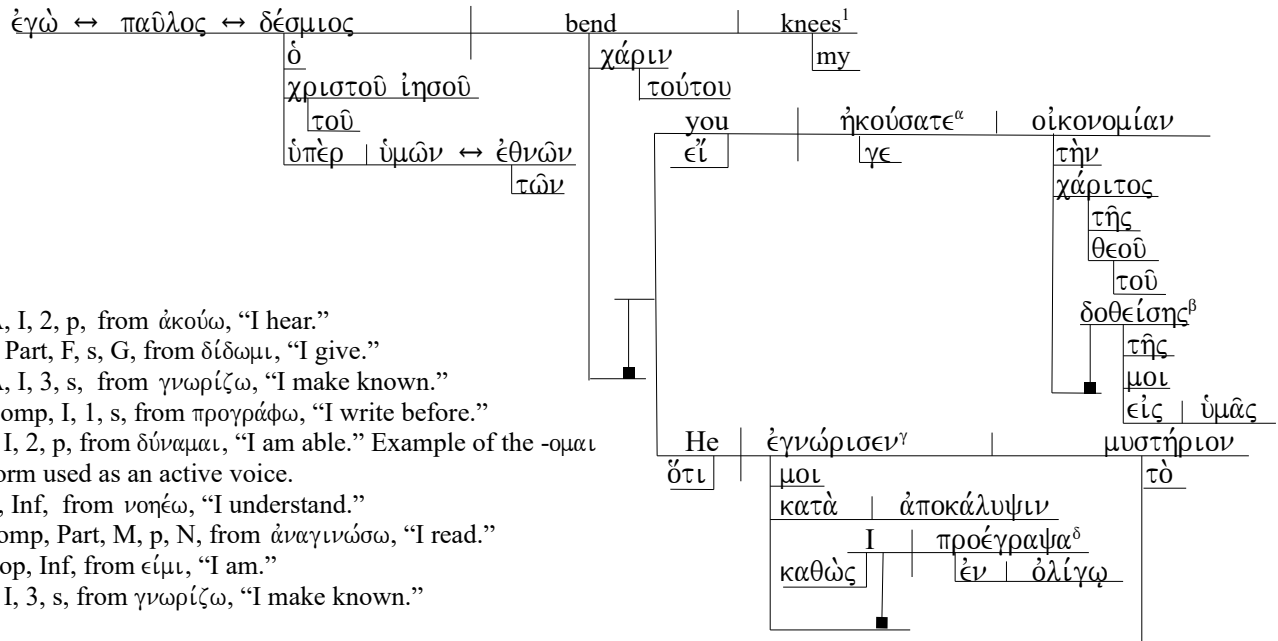 ἐγὼ ↔ παῦλος ↔ δέσμιος bend knees¹
ὁ χάριν my
χριστοῦ ἰησοῦ τούτου
τοῦ you ἠκούσατεᵅ οἰκονομίαν
ὑπὲρ ὑμῶν ↔ ἐθνῶν εἴ γε τὴν
τῶν χάριτος
τῆς
θεοῦ
τοῦ
, I, 2, p, from ἀκούω, “I hear.” δοθείσηςᵝ
Part, F, s, G, from δίδωμι, “I give.” τῆς
, I, 3, s, from γνωρίζω, “I make known.” μοι
omp, I, 1, s, from προγράφω, “I write before.” εἰς ὑμᾶς
I, 2, p, from δύναμαι, “I am able.” Example of the -ομαι He ἐγνώρισενᵞ μυστήριον
orm used as an active voice. ὅτι μοι τὸ
, Inf, from νοηέω, “I understand.” κατὰ ἀποκάλυψιν
omp, Part, M, p, N, from ἀναγινώσω, “I read.” I προέγραψαᵟ
op, Inf, from εἰμι, “I am.” καθὼς ἐν ὀλίγῳ
I, 3, s, from γνωρίζω, “I make known.”